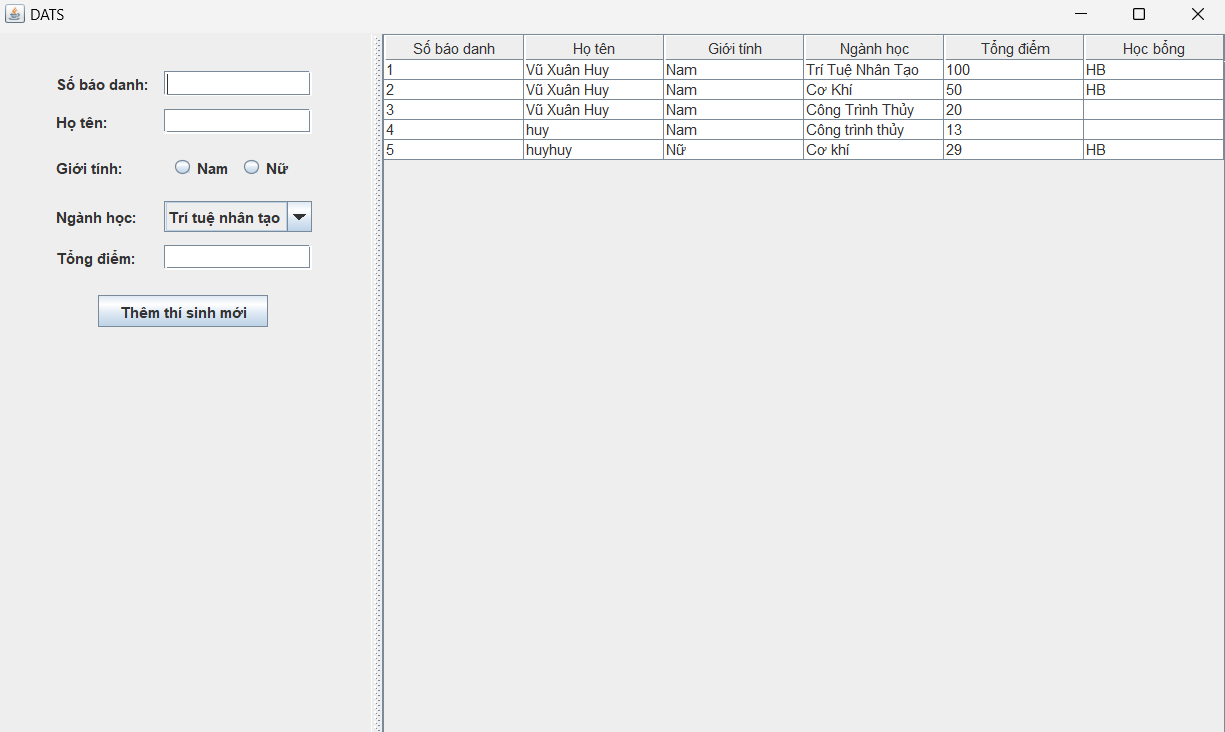 DATS
Số báo danh:
Họ tên:
Giới tính: Nam Nữ
Ngành học: Trí tuệ nhân tạo
Tổng điểm:
Thêm thí sinh mới
Số báo danh Họ tên Giới tính Ngành học Tổng điểm Học bổng
1 Vũ Xuân Huy Nam Trí Tuệ Nhân Tạo 100 HB
2 Vũ Xuân Huy Nam Cơ Khí 50 HB
3 Vũ Xuân Huy Nam Công Trình Thủy 20
4 huy Nam Công trình thủy 13
5 huyhuy Nữ Cơ khí 29 HB